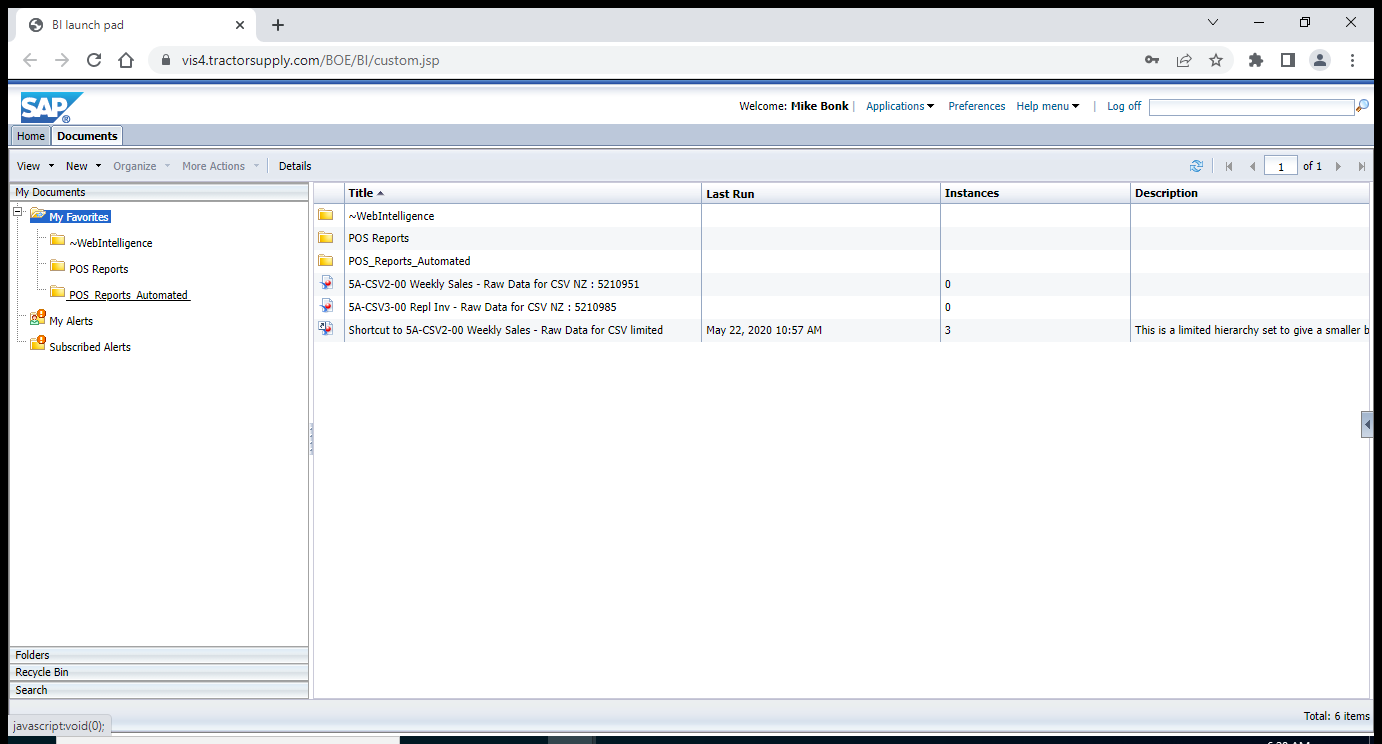 BI launch pad
vis4.tractorsupply.com/BOE/BI/custom.jsp
SAP ®
Welcome: Mike Bonk | Applications Preferences Help menu | Log off
Home Documents
View New Organize More Actions Details 1 of 1
My Documents
Title Last Run Instances Description
My Favorites
~WebIntelligence
POS Reports
POS_Reports_Automated
My Alerts
Subscribed Alerts
~WebIntelligence
POS Reports
POS_Reports_Automated
5A-CSV2-00 Weekly Sales - Raw Data for CSV NZ : 5210951 0
5A-CSV3-00 Repl Inv - Raw Data for CSV NZ : 5210985 0
Shortcut to 5A-CSV2-00 Weekly Sales - Raw Data for CSV limited May 22, 2020 10:57 AM 3 This is a limited hierarchy set to give a smaller b
Folders
Recycle Bin
Search
Total: 6 items
javascript:void(0);